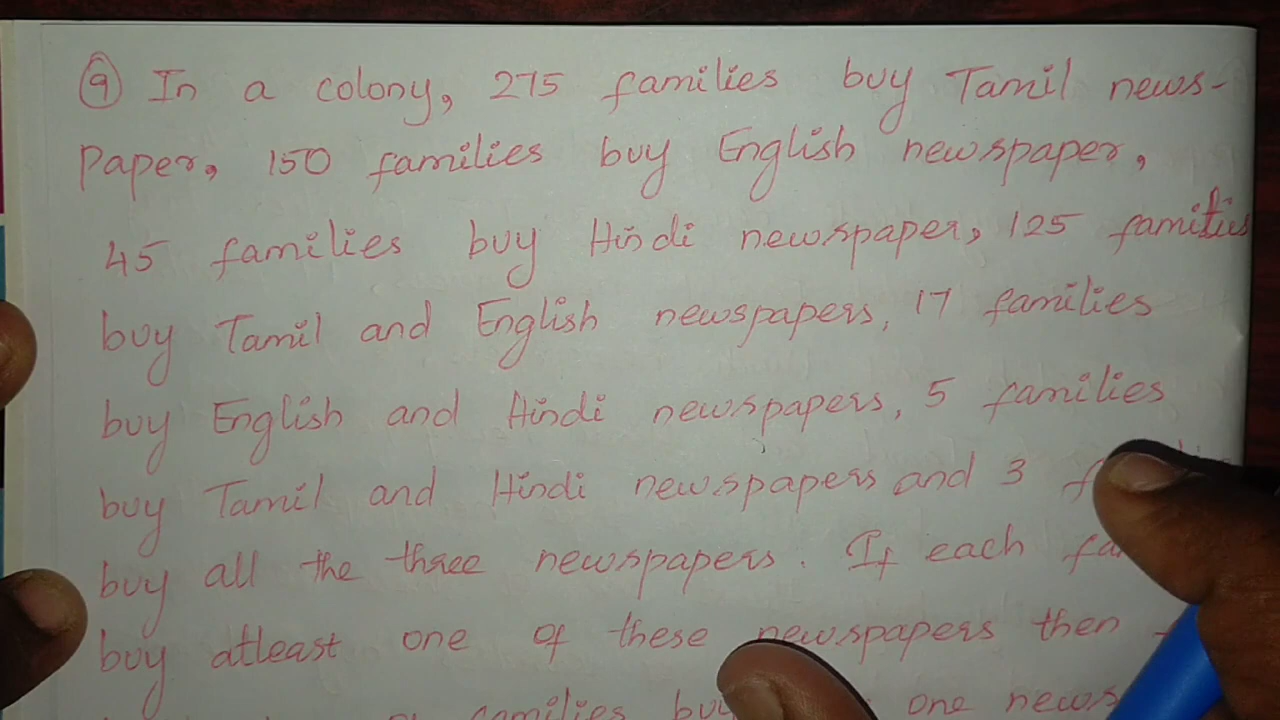 9 In a colony, 275 families buy Tamil news-
Paper, 150 families buy English newspaper,
45 families buy Hindi newspaper, 125 families
buy Tamil and English newspapers, 17 families
buy English and Hindi newspapers, 5 families
buy Tamil and Hindi newspapers and 3
buy all the three newspapers. If each
buy atleast one of these newspapers then
families buy one